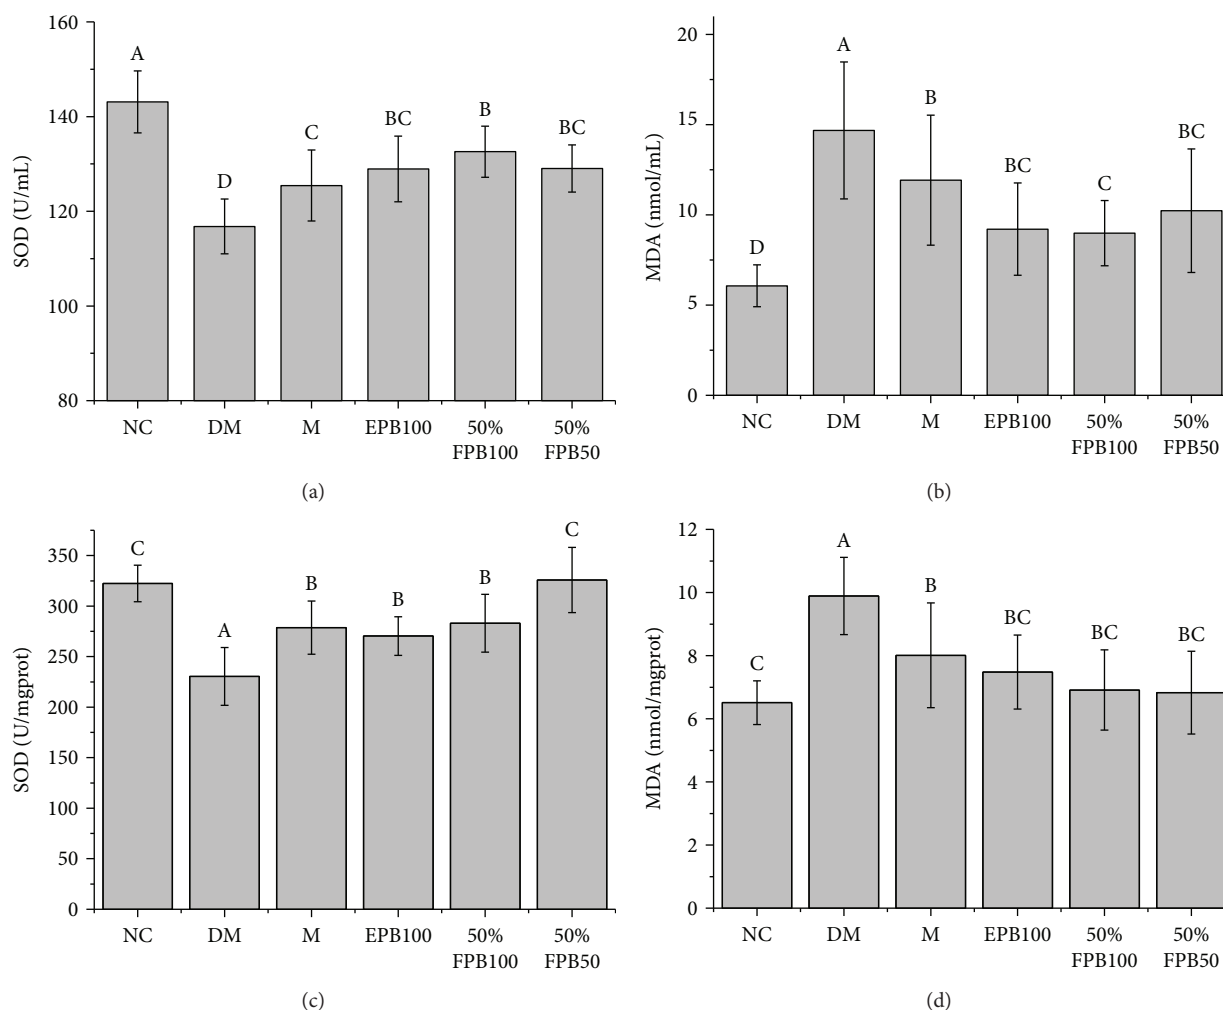 160
140
120
100
80
SOD (U/mL)
A
D
C
BC
B
BC
NC
DM
M
EPB100
50%
FPB100
50%
FPB50
(a)
20
15
10
5
0
MDA (nmol/mL)
D
A
B
BC
C
BC
NC
DM
M
EPB100
50%
FPB100
50%
FPB50
(b)
350
300
250
200
150
100
50
0
SOD (U/mgprot)
C
A
B
B
B
C
NC
DM
M
EPB100
50%
FPB100
50%
FPB50
(c)
12
10
8
6
4
2
0
MDA (nmol/mgprot)
C
A
B
BC
BC
BC
NC
DM
M
EPB100
50%
FPB100
50%
FPB50
(d)